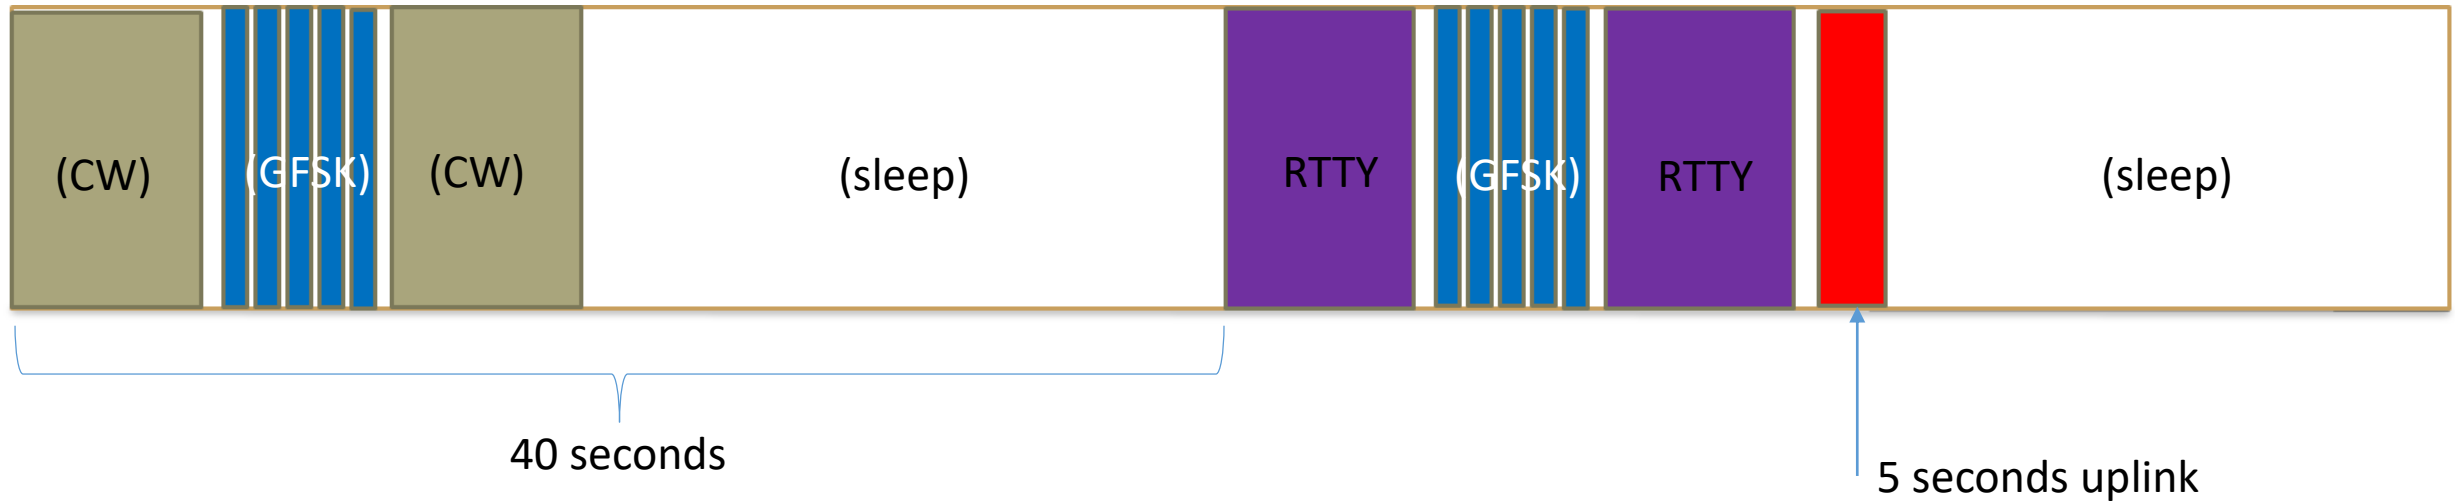 (CW)
(GFSK)
(CW)
(sleep)
RTTY
(GFSK)
RTTY
(sleep)
40 seconds
5 seconds uplink